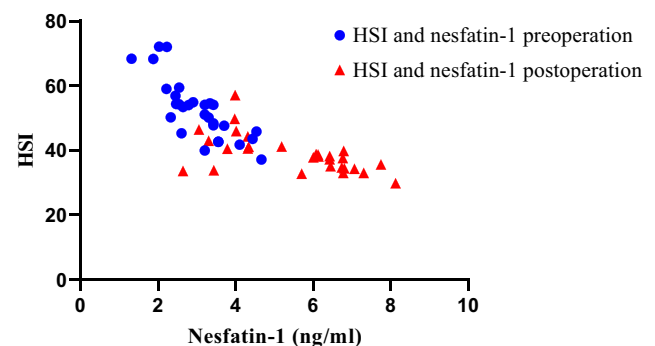 HSI and nesfatin-1 preoperation
HSI and nesfatin-1 postoperation
80
60
40
20
0
HSI
0 2 4 6 8 10
Nesfatin-1 (ng/ml)